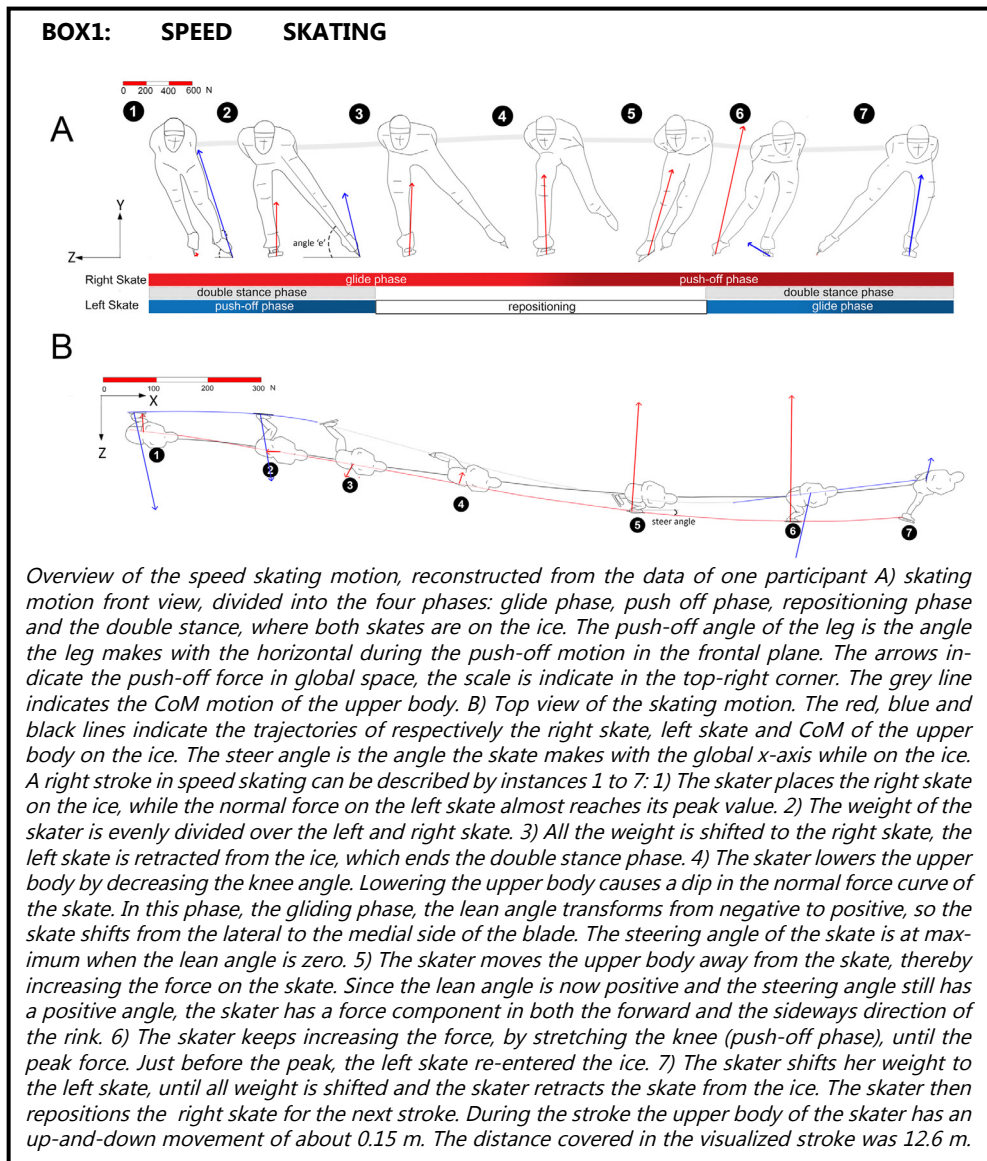 BOX1: SPEED SKATING
0 200 400 600 N
1 2 3 4 5 6 7
A
Y
Z
angle 'e'
Right Skate glide phase push-off phase
double stance phase double stance phase
Left Skate push-off phase repositioning glide phase
B
0 100 200 300 N
X
Z
1 2 3 4 5 6 7
steer angle
Overview of the speed skating motion, reconstructed from the data of one participant A) skating
motion front view, divided into the four phases: glide phase, push off phase, repositioning phase
and the double stance, where both skates are on the ice. The push-off angle of the leg is the angle
the leg makes with the horizontal during the push-off motion in the frontal plane. The arrows in-
dicate the push-off force in global space, the scale is indicate in the top-right corner. The grey line
indicates the CoM motion of the upper body. B) Top view of the skating motion. The red, blue and
black lines indicate the trajectories of respectively the right skate, left skate and CoM of the upper
body on the ice. The steer angle is the angle the skate makes with the global x-axis while on the ice.
A right stroke in speed skating can be described by instances 1 to 7: 1) The skater places the right skate
on the ice, while the normal force on the left skate almost reaches its peak value. 2) The weight of the
skater is evenly divided over the left and right skate. 3) All the weight is shifted to the right skate, the
left skate is retracted from the ice, which ends the double stance phase. 4) The skater lowers the upper
body by decreasing the knee angle. Lowering the upper body causes a dip in the normal force curve of
the skate. In this phase, the gliding phase, the lean angle transforms from negative to positive, so the
skate shifts from the lateral to the medial side of the blade. The steering angle of the skate is at max-
imum when the lean angle is zero. 5) The skater moves the upper body away from the skate, thereby
increasing the force on the skate. Since the lean angle is now positive and the steering angle still has
a positive angle, the skater has a force component in both the forward and the sideways direction of
the rink. 6) The skater keeps increasing the force, by stretching the knee (push-off phase), until the
peak force. Just before the peak, the left skate re-entered the ice. 7) The skater shifts her weight to
the left skate, until all weight is shifted and the skater retracts the skate from the ice. The skater then
repositions the right skate for the next stroke. During the stroke the upper body of the skater has an
up-and-down movement of about 0.15 m. The distance covered in the visualized stroke was 12.6 m.